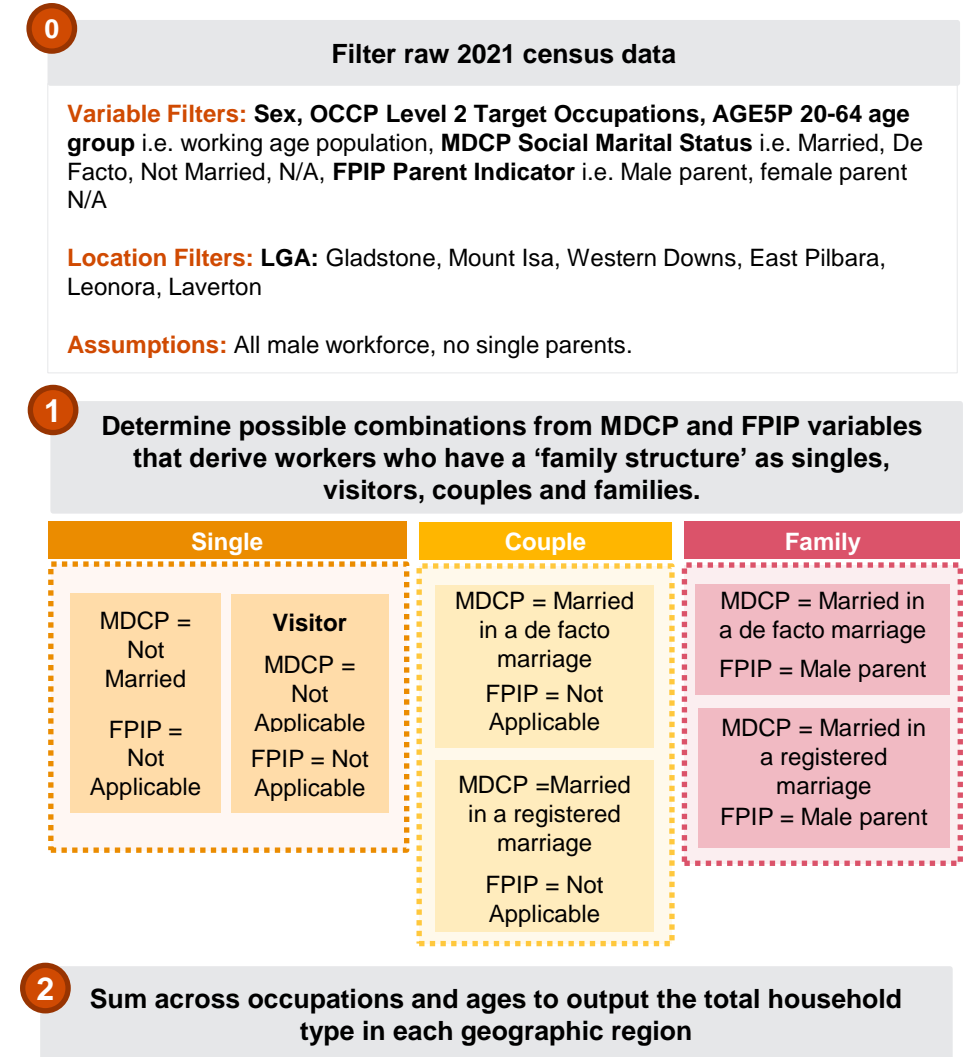 0
Filter raw 2021 census data
Variable Filters: Sex, OCCP Level 2 Target Occupations, AGE5P 20-64 age
group i.e. working age population, MDCP Social Marital Status i.e. Married, De
Facto, Not Married, N/A, FPIP Parent Indicator i.e. Male parent, female parent
N/A
Location Filters: LGA: Gladstone, Mount Isa, Western Downs, East Pilbara,
Leonora, Laverton
Assumptions: All male workforce, no single parents.
1
Determine possible combinations from MDCP and FPIP variables
that derive workers who have a ‘family structure’ as singles,
visitors, couples and families.
Single
MDCP =
Not
Married
FPIP =
Not
Applicable
Visitor
MDCP =
Not
Applicable
FPIP = Not
Applicable
Couple
MDCP = Married
in a de facto
marriage
FPIP = Not
Applicable
MDCP =Married
in a registered
marriage
FPIP = Not
Applicable
Family
MDCP = Married in
a de facto marriage
FPIP = Male parent
MDCP = Married in
a registered
marriage
FPIP = Male parent
2
Sum across occupations and ages to output the total household
type in each geographic region